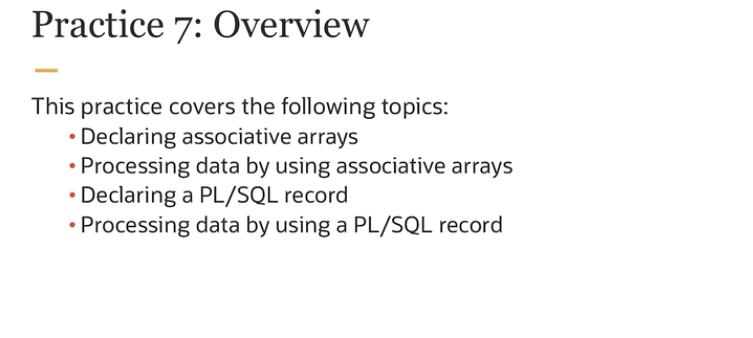 Practice 7: Overview
This practice covers the following topics:
• Declaring associative arrays
• Processing data by using associative arrays
• Declaring a PL/SQL record
• Processing data by using a PL/SQL record